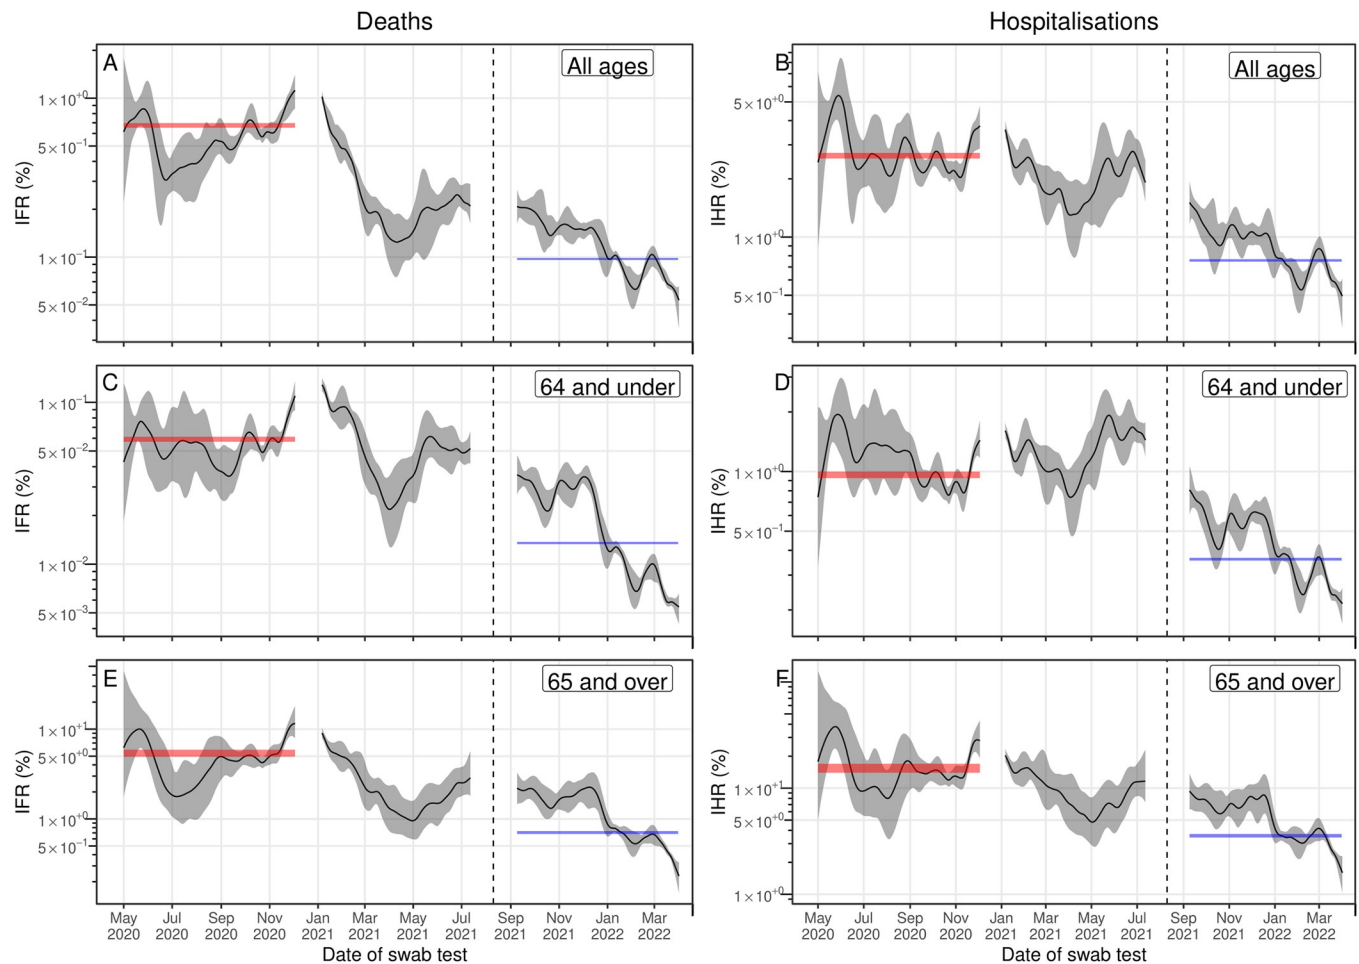 Deaths
Hospitalisations
A
All ages
IFR (%)
1×10⁺⁰
5×10⁻¹
1×10⁻¹
5×10⁻²
B
All ages
IHR (%)
5×10⁺⁰
1×10⁺⁰
5×10⁻¹
C
64 and under
IFR (%)
1×10⁻¹
5×10⁻²
1×10⁻²
5×10⁻³
D
64 and under
IHR (%)
1×10⁺⁰
5×10⁻¹
E
65 and over
IFR (%)
1×10⁺¹
5×10⁺⁰
1×10⁺⁰
5×10⁻¹
F
65 and over
IHR (%)
1×10⁺¹
5×10⁺⁰
1×10⁺⁰
May Jul Sep Nov Jan Mar May Jul Sep Nov Jan Mar
2020 2020 2020 2020 2021 2021 2021 2021 2021 2021 2022 2022
Date of swab test
May Jul Sep Nov Jan Mar May Jul Sep Nov Jan Mar
2020 2020 2020 2020 2021 2021 2021 2021 2021 2021 2022 2022
Date of swab test